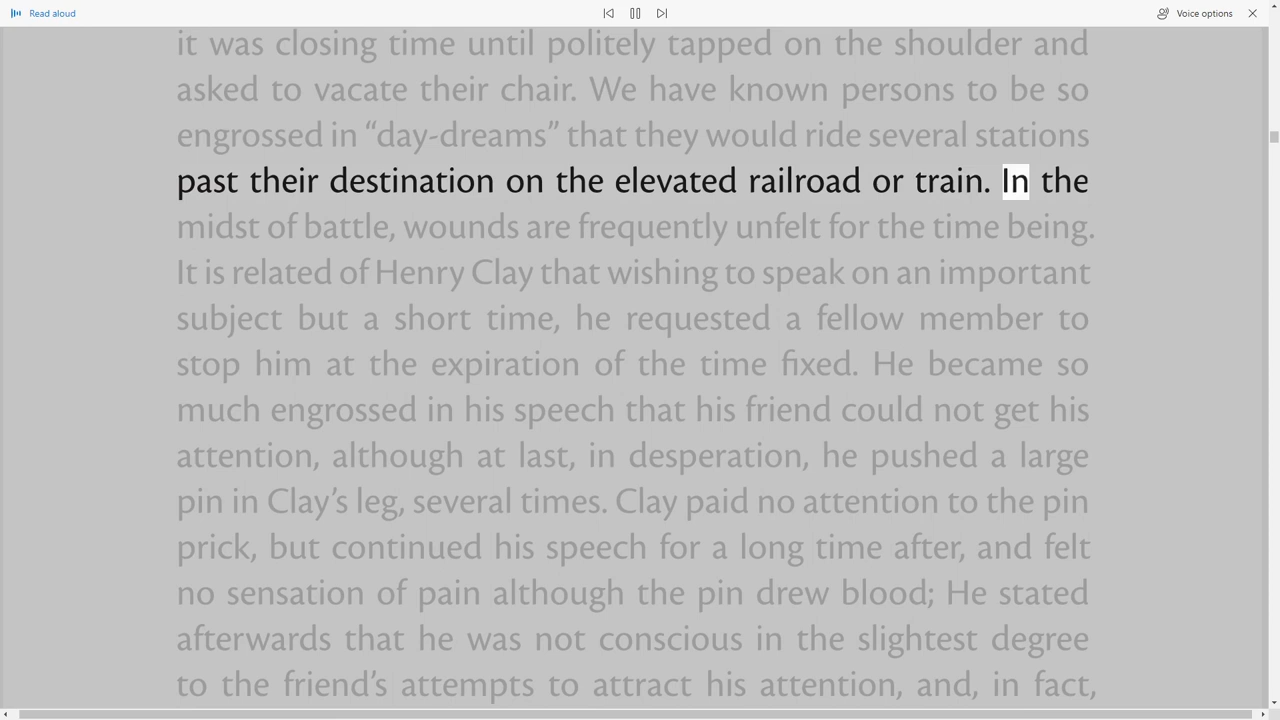 Read aloud
Voice options
it was closing time until politely tapped on the shoulder and
asked to vacate their chair. We have known persons to be so
engrossed in “day-dreams” that they would ride several stations
past their destination on the elevated railroad or train. In the
midst of battle, wounds are frequently unfelt for the time being.
It is related of Henry Clay that wishing to speak on an important
subject but a short time, he requested a fellow member to
stop him at the expiration of the time fixed. He became so
much engrossed in his speech that his friend could not get his
attention, although at last, in desperation, he pushed a large
pin in Clay’s leg, several times. Clay paid no attention to the pin
prick, but continued his speech for a long time after, and felt
no sensation of pain although the pin drew blood; He stated
afterwards that he was not conscious in the slightest degree
to the friend’s attempts to attract his attention, and, in fact,